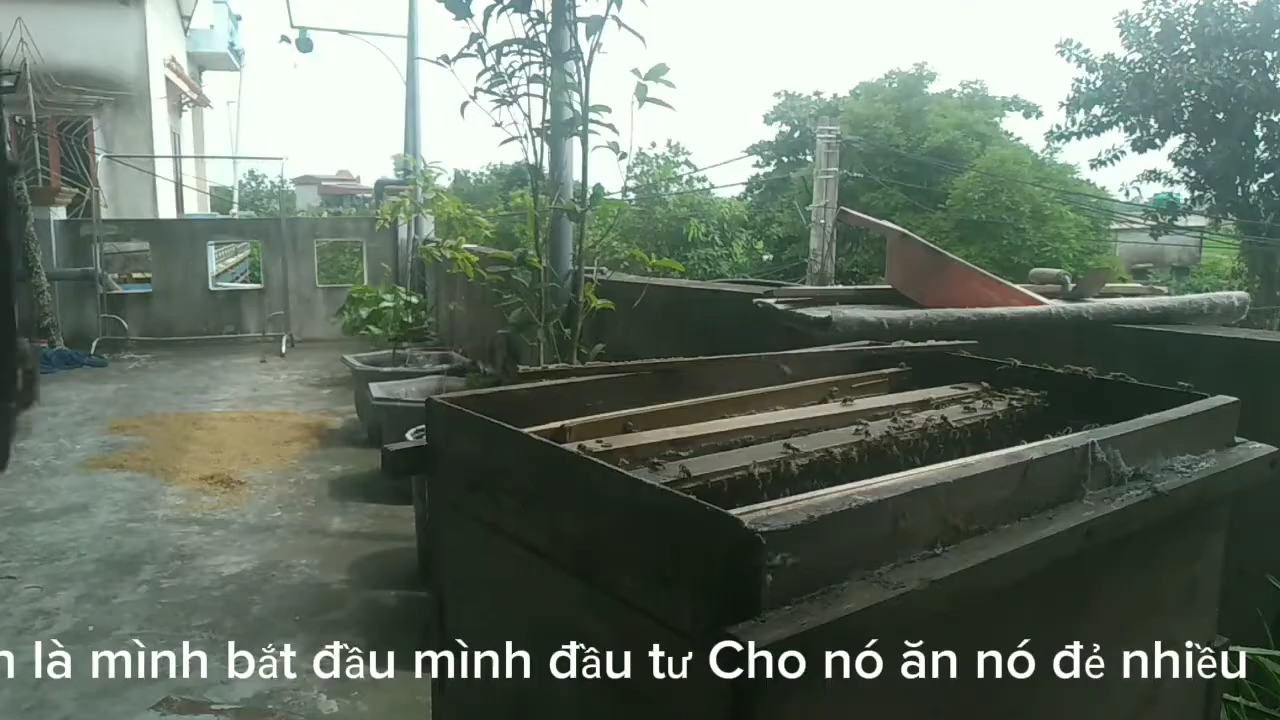 là mình bắt đầu mình đầu tư Cho nó ăn nó đẻ nhiều